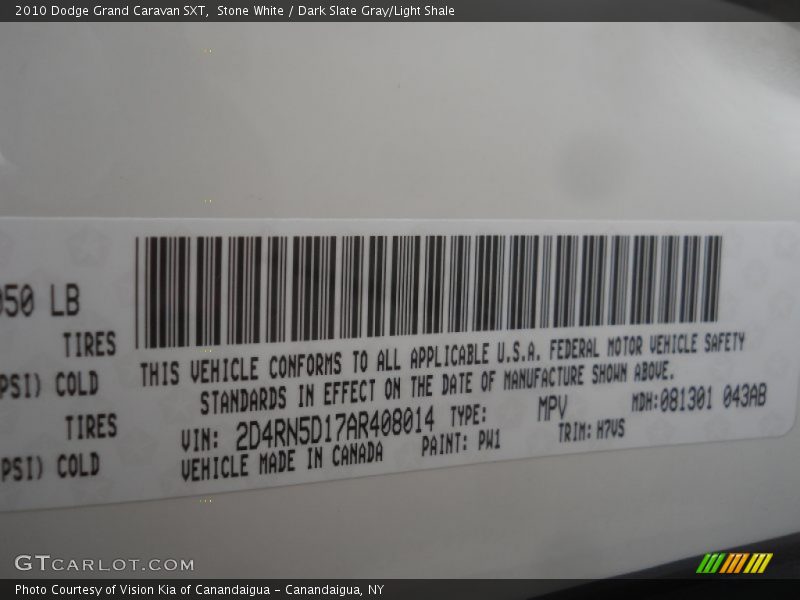 2010 Dodge Grand Caravan SXT,  Stone White / Dark Slate Gray/Light Shale
050 LB
TIRES
PSI) COLD
TIRES
PSI) COLD
THIS VEHICLE CONFORMS TO ALL APPLICABLE U.S.A. FEDERAL MOTOR VEHICLE SAFETY
STANDARDS IN EFFECT ON THE DATE OF MANUFACTURE SHOWN ABOVE.
VIN: 2D4RN5D17AR408014 TYPE: MPV MDH:081301 043AB
VEHICLE MADE IN CANADA PAINT: PW1 TRIM: H7VS
GTCARLOT.COM
Photo Courtesy of Vision Kia of Canandaigua - Canandaigua, NY